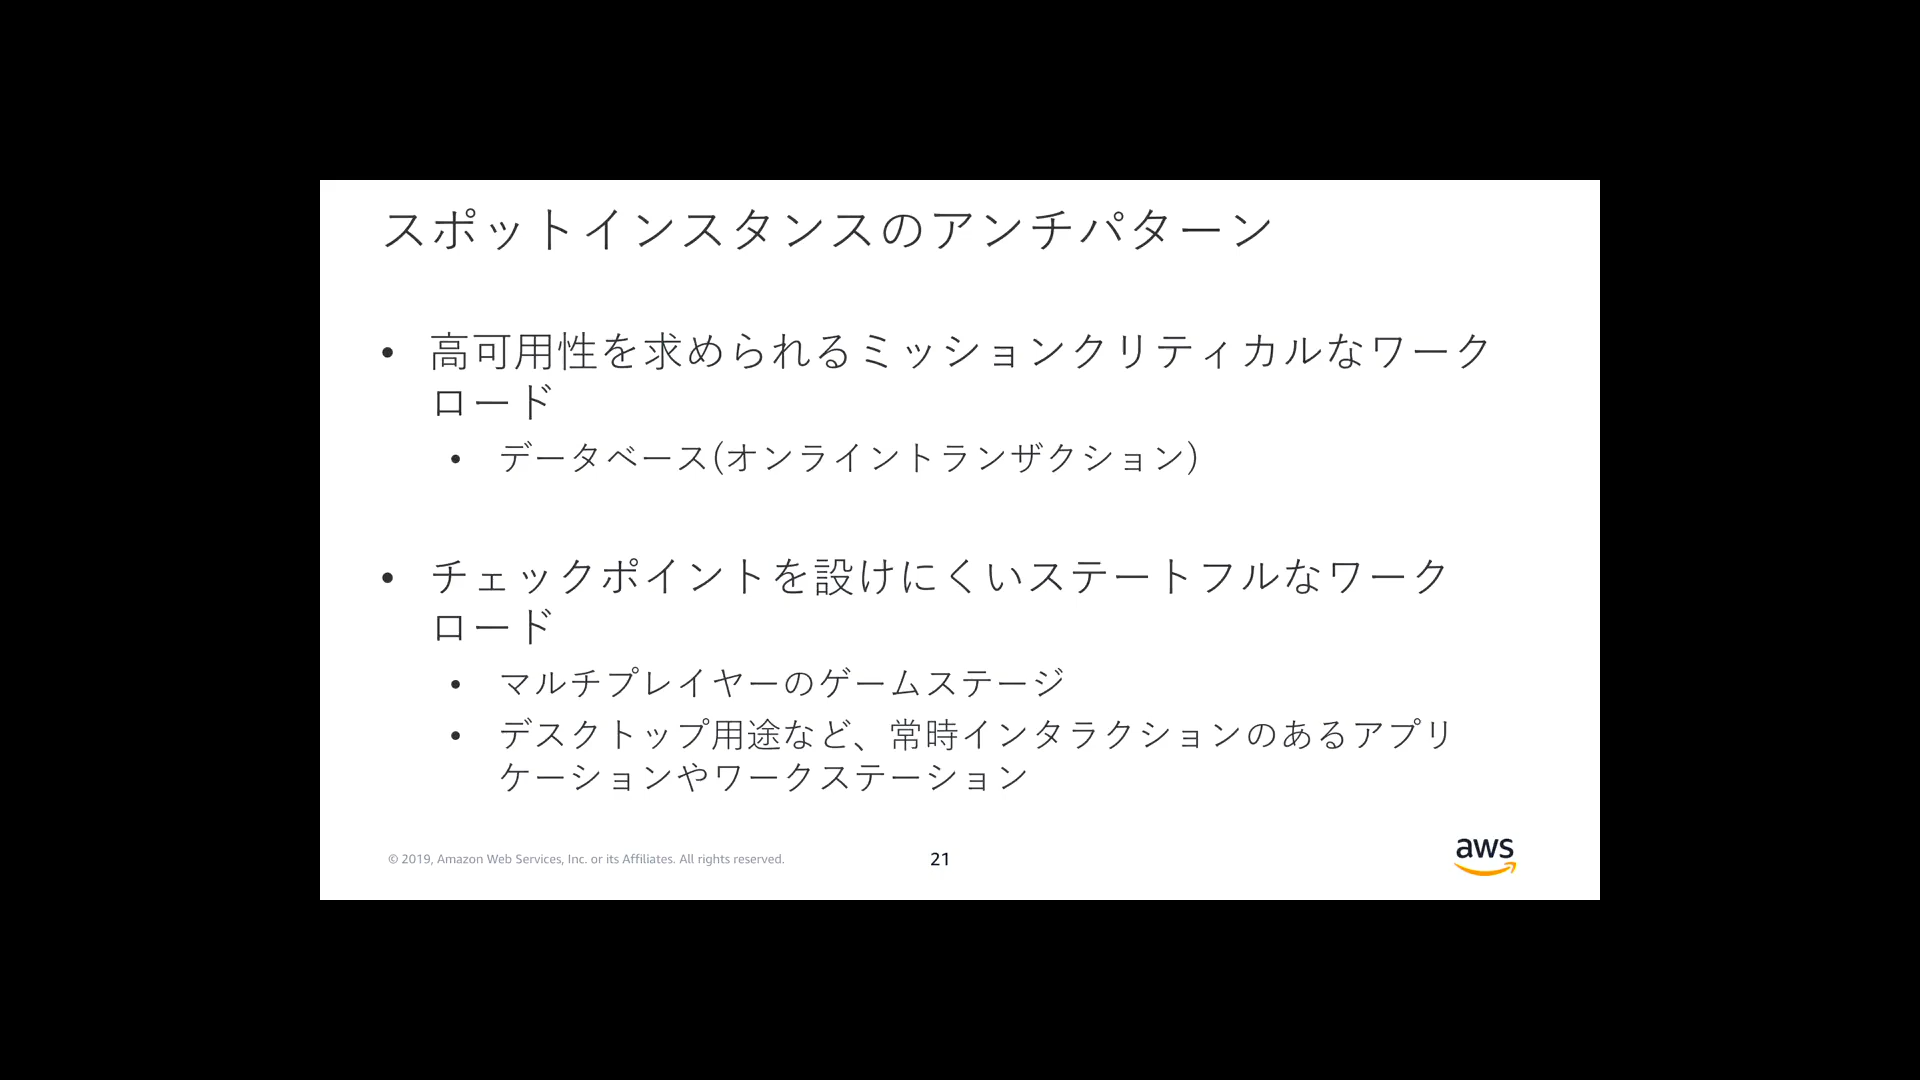 スポットインスタンスのアンチパターン
• 高可用性を求められるミッションクリティカルなワーク
ロード
• データベース(オンライントランザクション)
• チェックポイントを設けにくいステートフルなワーク
ロード
• マルチプレイヤーのゲームステージ
• デスクトップ用途など、常時インタラクションのあるアプリ
ケーションやワークステーション
© 2019, Amazon Web Services, Inc. or its Affiliates. All rights reserved.
21
aws